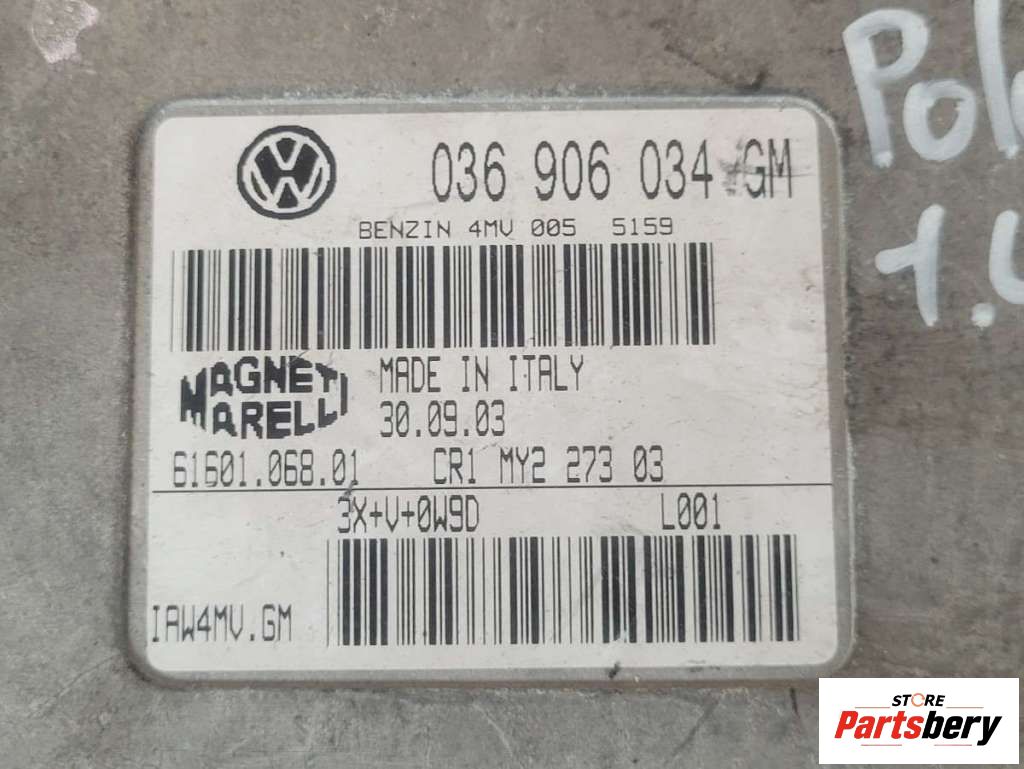 036 906 034 GM
BENZIN 4MV 005 5159
MAGNETI
MARELLI
MADE IN ITALY
30.09.03
61601.068.01 CR1 MY2 273 03
3X+V+0W9D L001
IAW4MV.GM
1.4
STORE
Partsbery